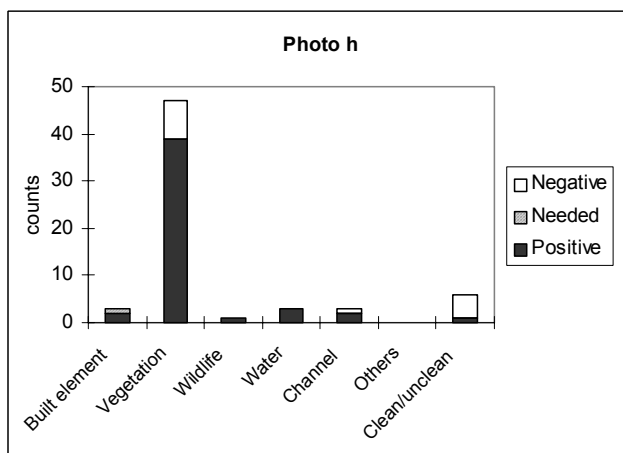 Photo h
50
40
30
20
10
0
counts
Built element
Vegetation
Wildlife
Water
Channel
Others
Clean/unclean
Negative
Needed
Positive